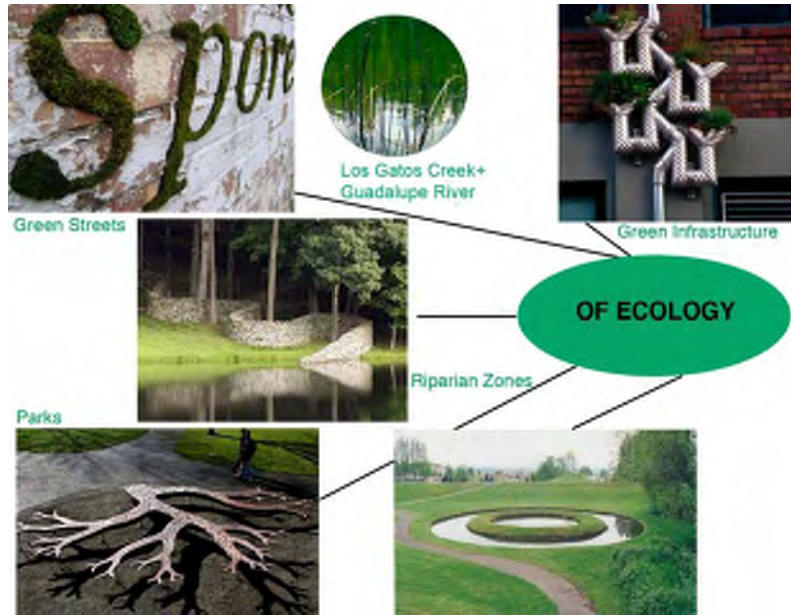 Spore
Los Gatos Creek+
Guadalupe River
Green Streets
Green Infrastructure
OF ECOLOGY
Riparian Zones
Parks